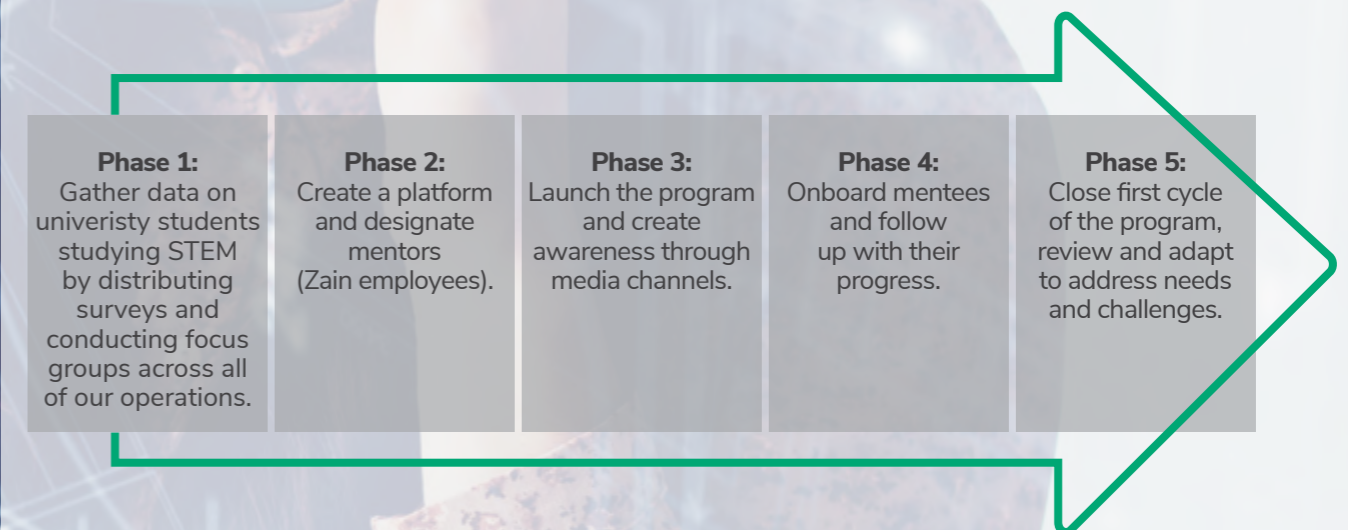 Phase 1:
Gather data on
univeristy students
studying STEM
by distributing
surveys and
conducting focus
groups across all
of our operations.
Phase 2:
Create a platform
and designate
mentors
(Zain employees).
Phase 3:
Launch the program
and create
awareness through
media channels.
Phase 4:
Onboard mentees
and follow
up with their
progress.
Phase 5:
Close first cycle
of the program,
review and adapt
to address needs
and challenges.